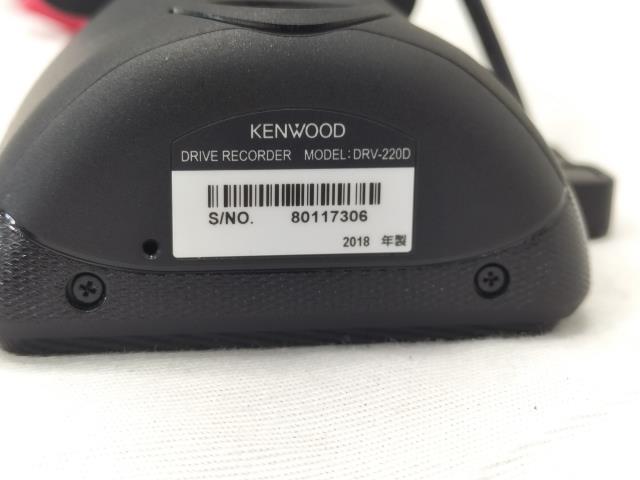 KENWOOD
DRIVE RECORDER MODEL: DRV-220D
S/NO. 80117306
2018 年製